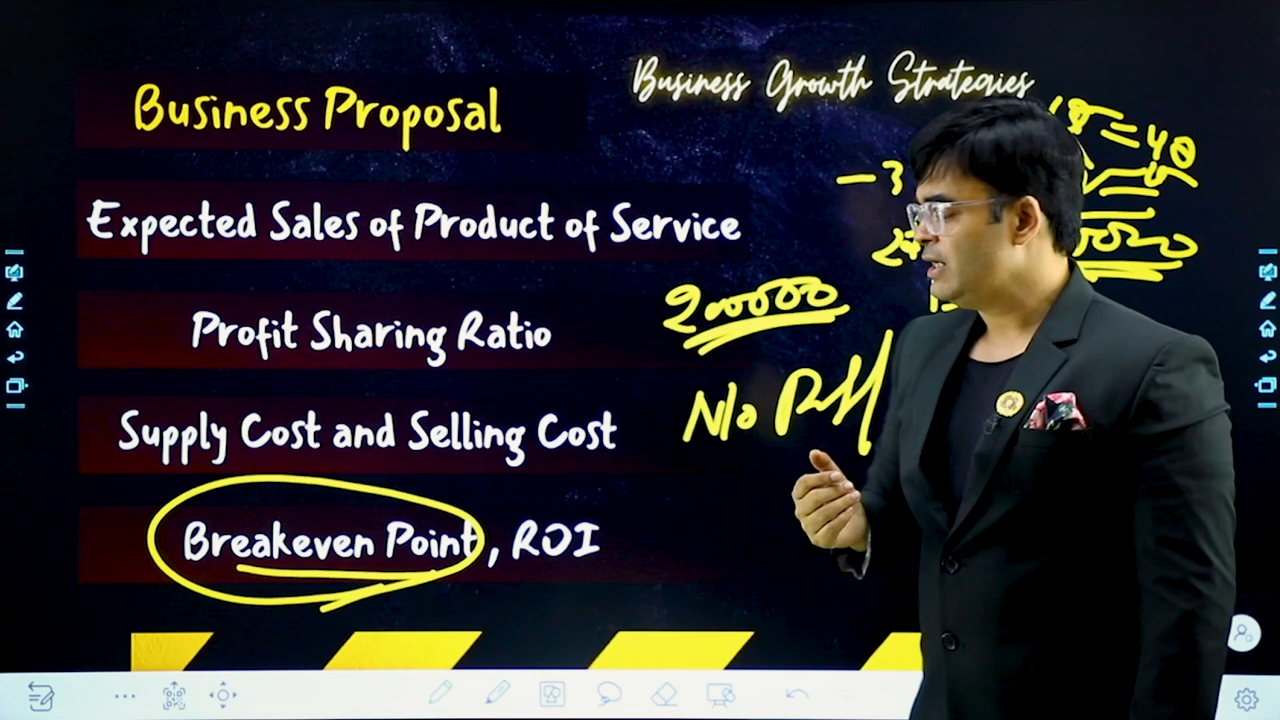 Business Growth Strategies
Business Proposal
Expected Sales of Product of Service
Profit Sharing Ratio
200000
Supply Cost and Selling Cost
Breakeven Point, ROI